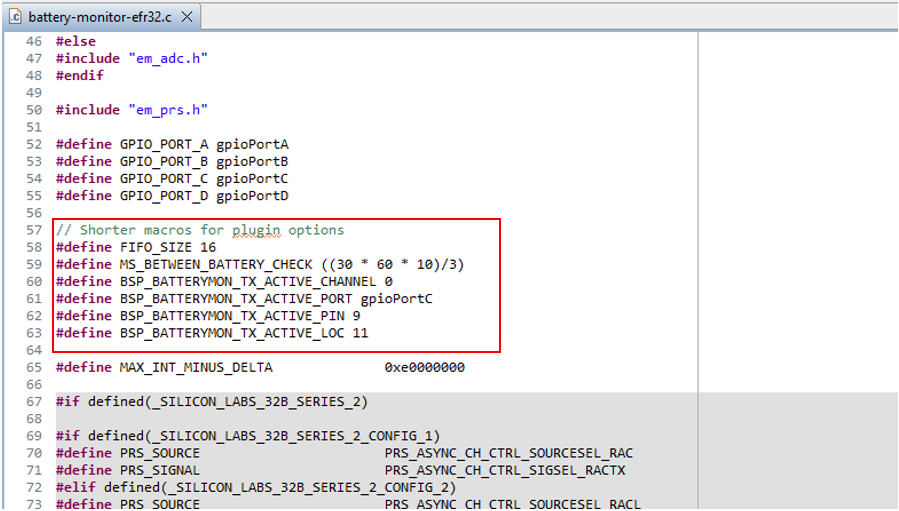 battery-monitor-efr32.c
46 #else
47 #include "em_adc.h"
48 #endif
49
50 #include "em_prs.h"
51
52 #define GPIO_PORT_A gpioPortA
53 #define GPIO_PORT_B gpioPortB
54 #define GPIO_PORT_C gpioPortC
55 #define GPIO_PORT_D gpioPortD
56
57 // Shorter macros for plugin options
58 #define FIFO_SIZE 16
59 #define MS_BETWEEN_BATTERY_CHECK ((30 * 60 * 10)/3)
60 #define BSP_BATTERYMON_TX_ACTIVE_CHANNEL 0
61 #define BSP_BATTERYMON_TX_ACTIVE_PORT gpioPortC
62 #define BSP_BATTERYMON_TX_ACTIVE_PIN 9
63 #define BSP_BATTERYMON_TX_ACTIVE_LOC 11
64
65 #define MAX_INT_MINUS_DELTA 0xe0000000
66
67 #if defined(_SILICON_LABS_32B_SERIES_2)
68
69 #if defined(_SILICON_LABS_32B_SERIES_2_CONFIG_1)
70 #define PRS_SOURCE PRS_ASYNC_CH_CTRL_SOURCESEL_RAC
71 #define PRS_SIGNAL PRS_ASYNC_CH_CTRL_SIGSEL_RACTX
72 #elif defined(_SILICON_LABS_32B_SERIES_2_CONFIG_2)
73 #define PRS_SOURCE PRS_ASYNC_CH_CTRL_SOURCESEL_RACL